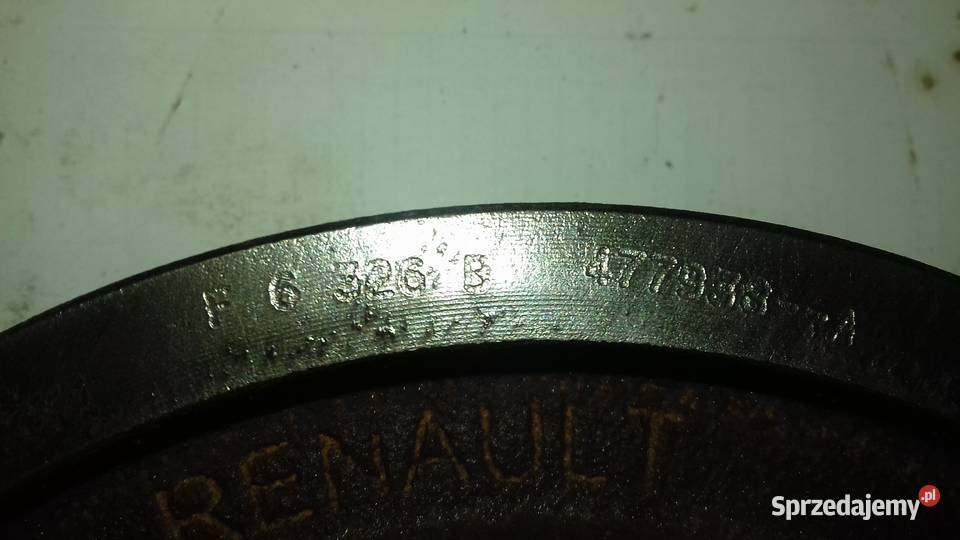 F 6 326 B 477938--A
RENAULT
Sprzedajemy.pl